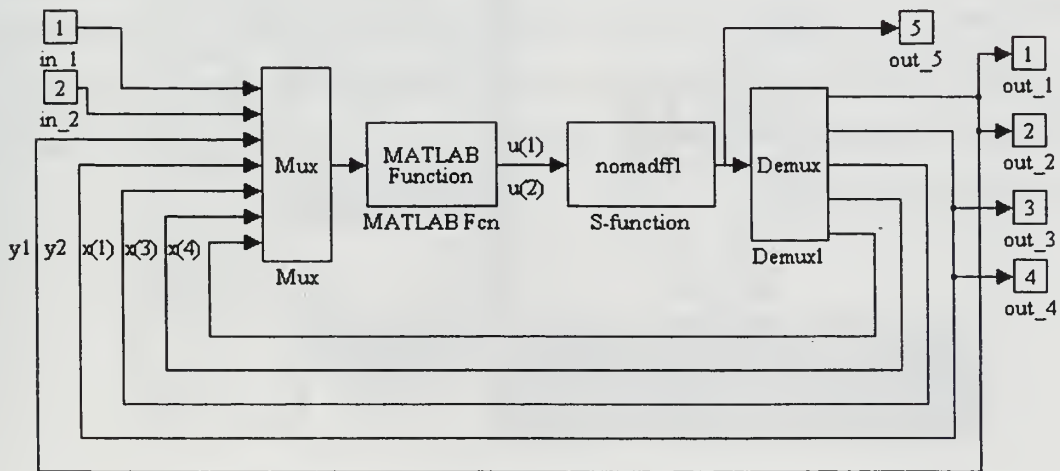 1
in_1
2
in_2
Mux
Mux
MATLAB
Function
MATLAB Fcn
u(1)
u(2)
nomadff1
S-function
Demux
Demux1
5
out_5
1
out_1
2
out_2
3
out_3
4
out_4
y1 y2 x(1) x(3) x(4)